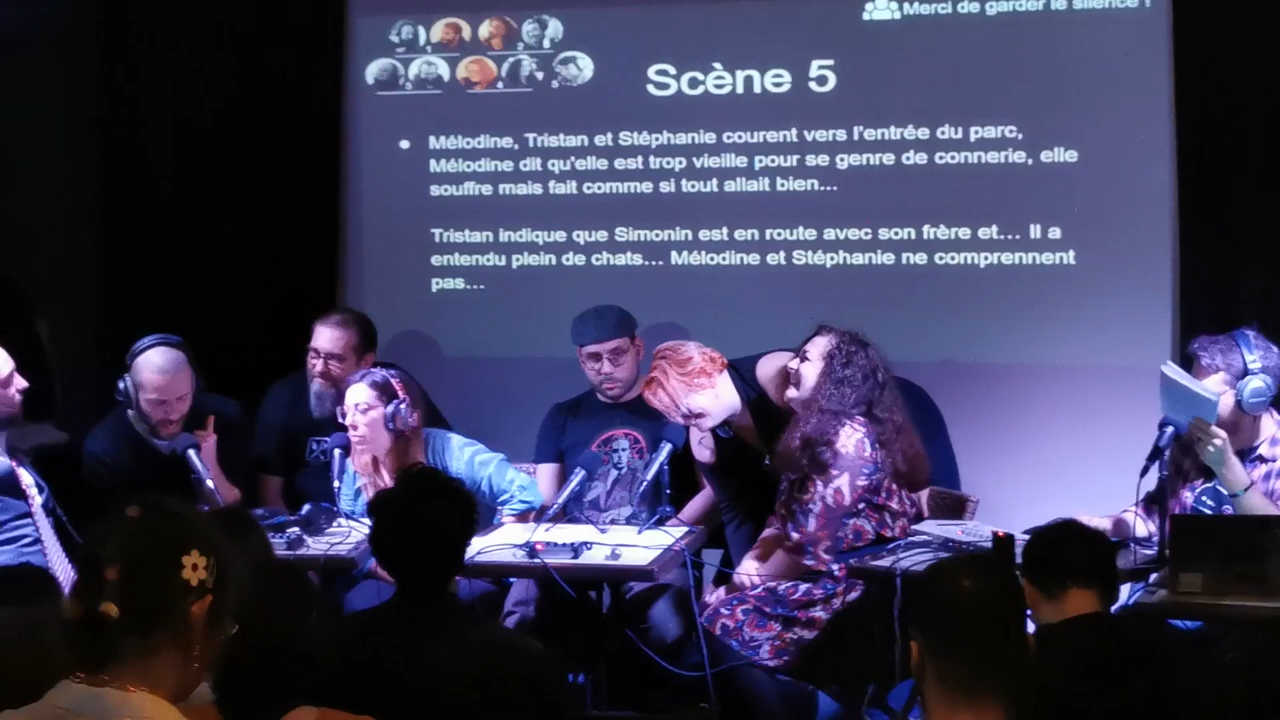 Merci de garder le silence !
Scène 5
Mélodine, Tristan et Stéphanie courent vers l'entrée du parc,
Mélodine dit qu'elle est trop vieille pour se genre de connerie, elle
souffre mais fait comme si tout allait bien...
Tristan indique que Simonin est en route avec son frère et... Il a
entendu plein de chats... Mélodine et Stéphanie ne comprennent
pas...